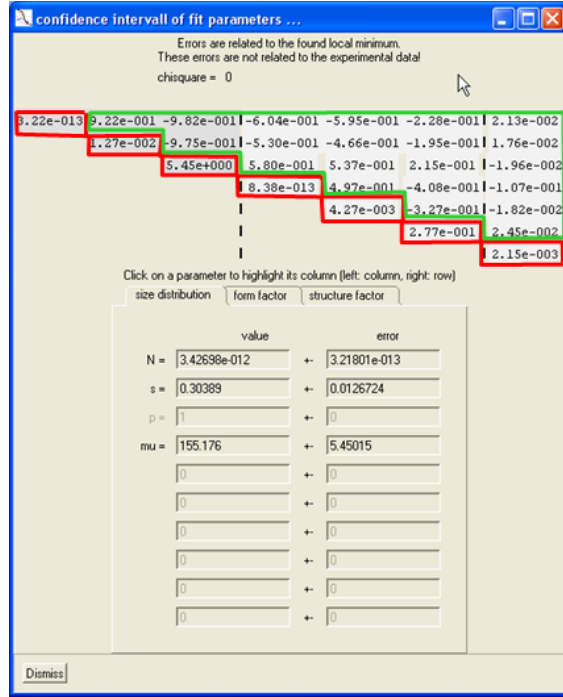 confidence intervall of fit parameters ...
Errors are related to the found local minimum.
These errors are not related to the experimental data!
chisquare = 0
3.22e-013 9.22e-001 -9.82e-001 -6.04e-001 -5.95e-001 -2.28e-001 2.13e-002
1.27e-002 -9.75e-001 -5.30e-001 -4.66e-001 -1.95e-001 1.76e-002
5.45e+000 5.80e-001 5.37e-001 2.15e-001 -1.96e-002
8.38e-013 4.97e-001 -4.08e-001 -1.07e-001
4.27e-003 -3.27e-001 -1.82e-002
2.77e-001 2.45e-002
2.15e-003
Click on a parameter to highlight its column (left: column, right: row)
size distribution form factor structure factor
value error
N = 3.42698e-012 +- 3.21801e-013
s = 0.30389 +- 0.0126724
p = 1 +- 0
mu = 155.176 +- 5.45015
0 +- 0
0 +- 0
0 +- 0
0 +- 0
0 +- 0
0 +- 0
Dismiss